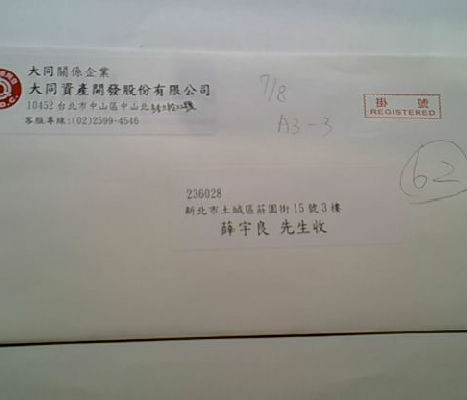 大同關係企業
大同資產開發股份有限公司
10452 台北市中山區中山北路三段22號
客服專線:(02)2599-4546
7/8
A3-3
掛 號
REGISTERED
62
236028
新北市土城區莊園街15號3樓
薛宇良 先生收